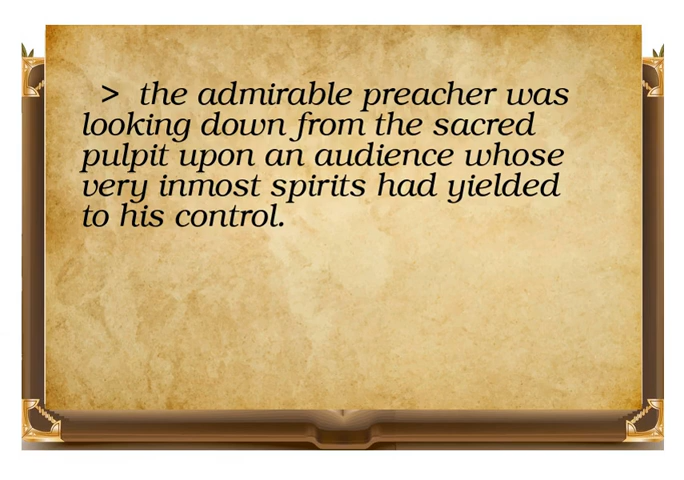 > the admirable preacher was
looking down from the sacred
pulpit upon an audience whose
very inmost spirits had yielded
to his control.